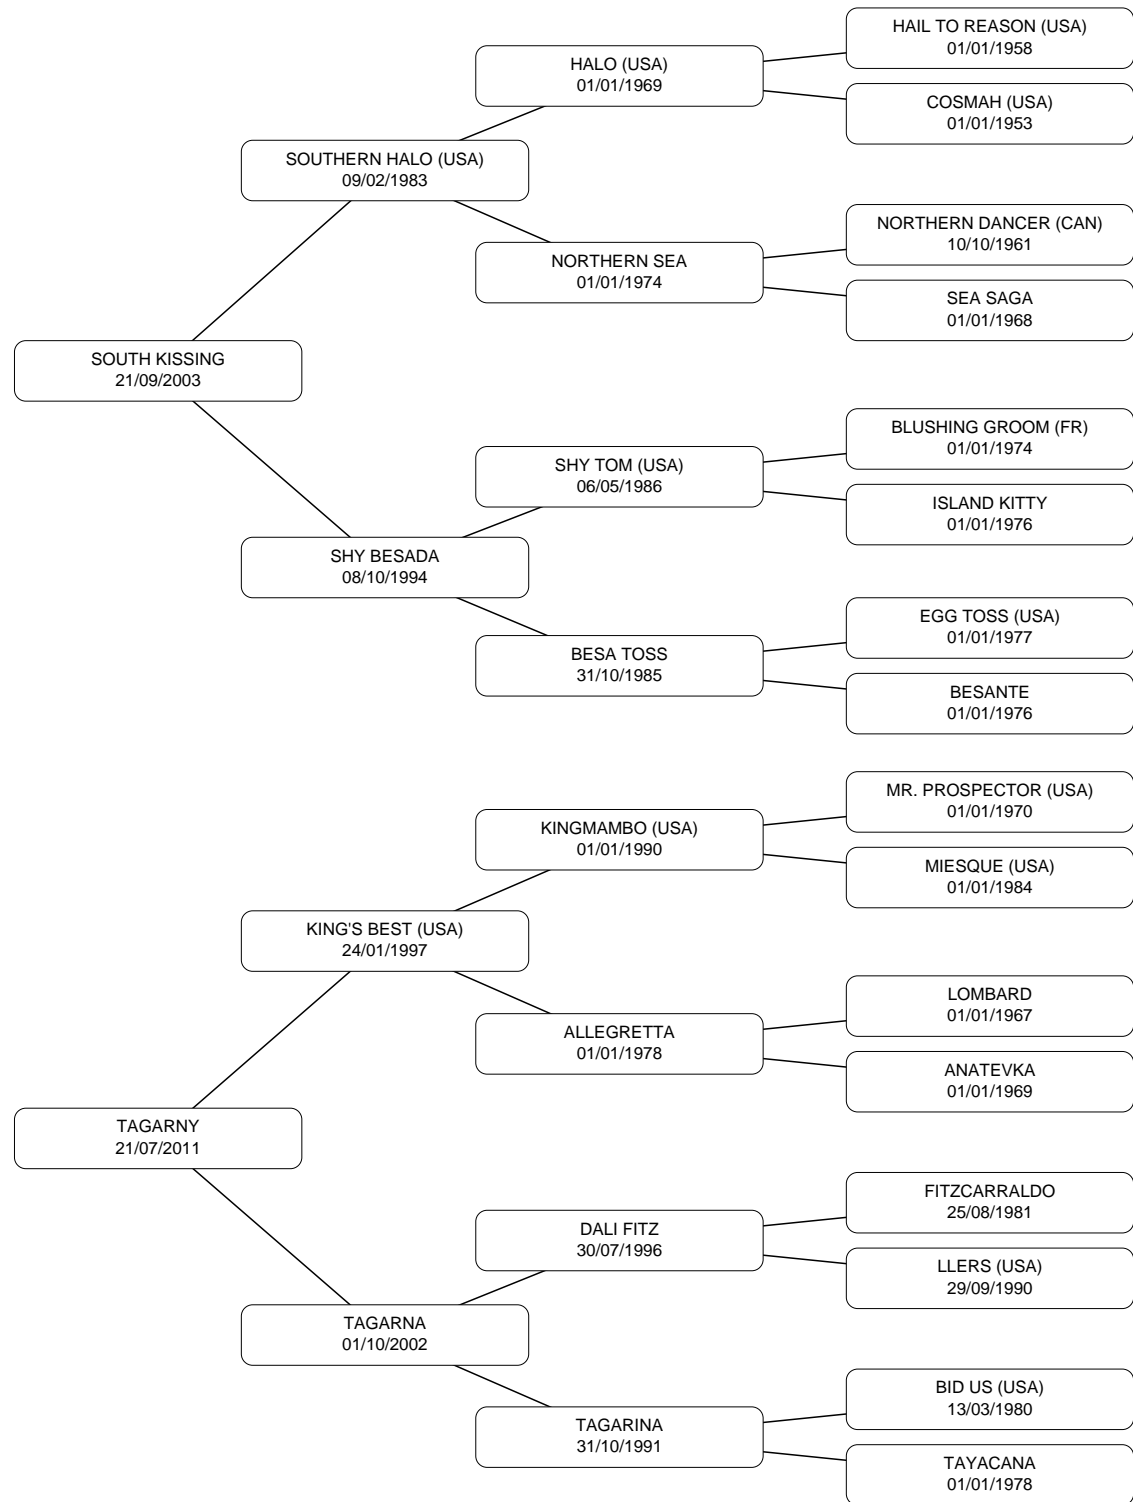 HAIL TO REASON (USA)
01/01/1958
HALO (USA)
01/01/1969
COSMAH (USA)
01/01/1953
SOUTHERN HALO (USA)
09/02/1983
NORTHERN DANCER (CAN)
10/10/1961
NORTHERN SEA
01/01/1974
SEA SAGA
01/01/1968
SOUTH KISSING
21/09/2003
BLUSHING GROOM (FR)
01/01/1974
SHY TOM (USA)
06/05/1986
ISLAND KITTY
01/01/1976
SHY BESADA
08/10/1994
EGG TOSS (USA)
01/01/1977
BESA TOSS
31/10/1985
BESANTE
01/01/1976
MR. PROSPECTOR (USA)
01/01/1970
KINGMAMBO (USA)
01/01/1990
MIESQUE (USA)
01/01/1984
KING'S BEST (USA)
24/01/1997
LOMBARD
01/01/1967
ALLEGRETTA
01/01/1978
ANATEVKA
01/01/1969
TAGARNY
21/07/2011
FITZCARRALDO
25/08/1981
DALI FITZ
30/07/1996
LLERS (USA)
29/09/1990
TAGARNA
01/10/2002
BID US (USA)
13/03/1980
TAGARINA
31/10/1991
TAYACANA
01/01/1978